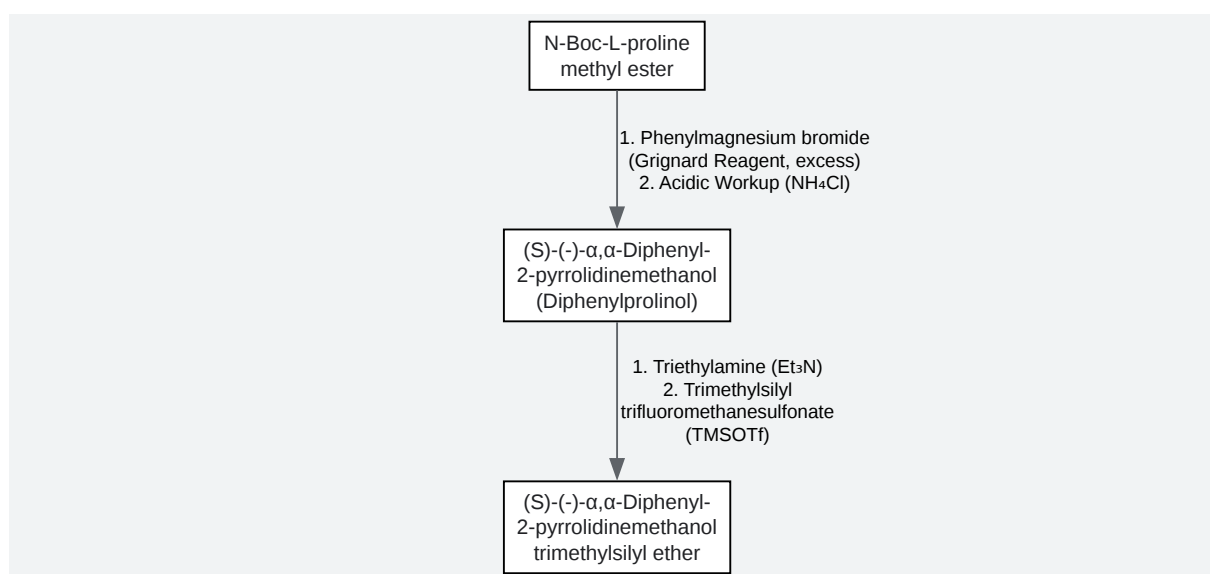 N-Boc-L-proline
methyl ester
1. Phenylmagnesium bromide
(Grignard Reagent, excess)
2. Acidic Workup (NH₄Cl)
(S)-(-)-α,α-Diphenyl-
2-pyrrolidinemethanol
(Diphenylprolinol)
1. Triethylamine (Et₃N)
2. Trimethylsilyl
trifluoromethanesulfonate
(TMSOTf)
(S)-(-)-α,α-Diphenyl-
2-pyrrolidinemethanol
trimethylsilyl ether